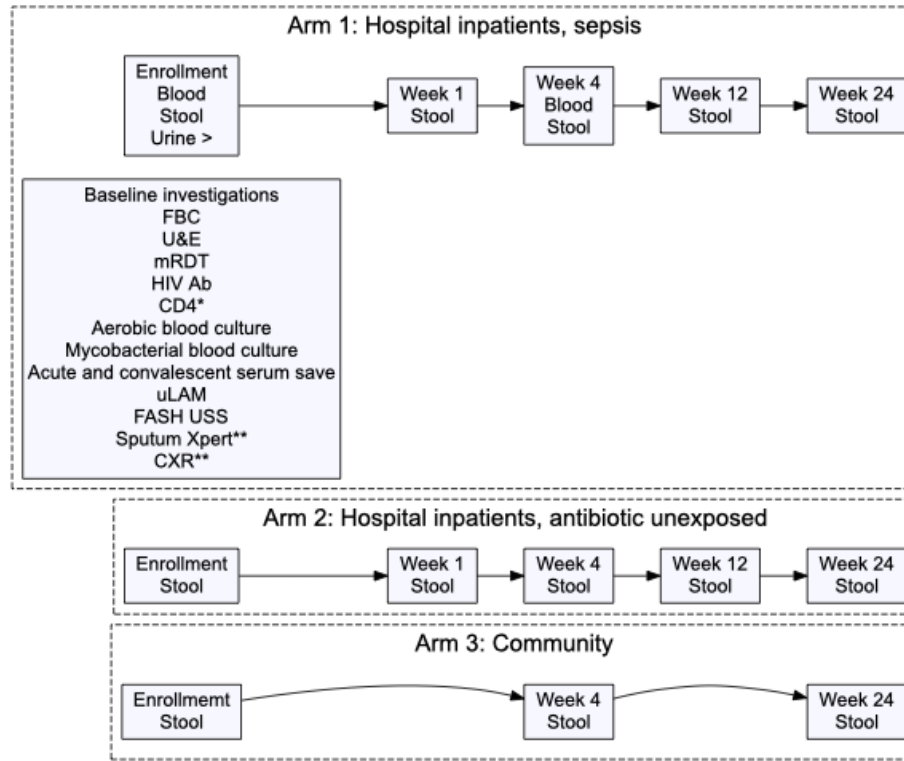 Arm 1: Hospital inpatients, sepsis
Enrollment
Blood
Stool
Urine >
Week 1
Stool
Week 4
Blood
Stool
Week 12
Stool
Week 24
Stool
Baseline investigations
FBC
U&E
mRDT
HIV Ab
CD4*
Aerobic blood culture
Mycobacterial blood culture
Acute and convalescent serum save
uLAM
FASH USS
Sputum Xpert**
CXR**
Arm 2: Hospital inpatients, antibiotic unexposed
Enrollment
Stool
Week 1
Stool
Week 4
Stool
Week 12
Stool
Week 24
Stool
Arm 3: Community
Enrollmemt
Stool
Week 4
Stool
Week 24
Stool